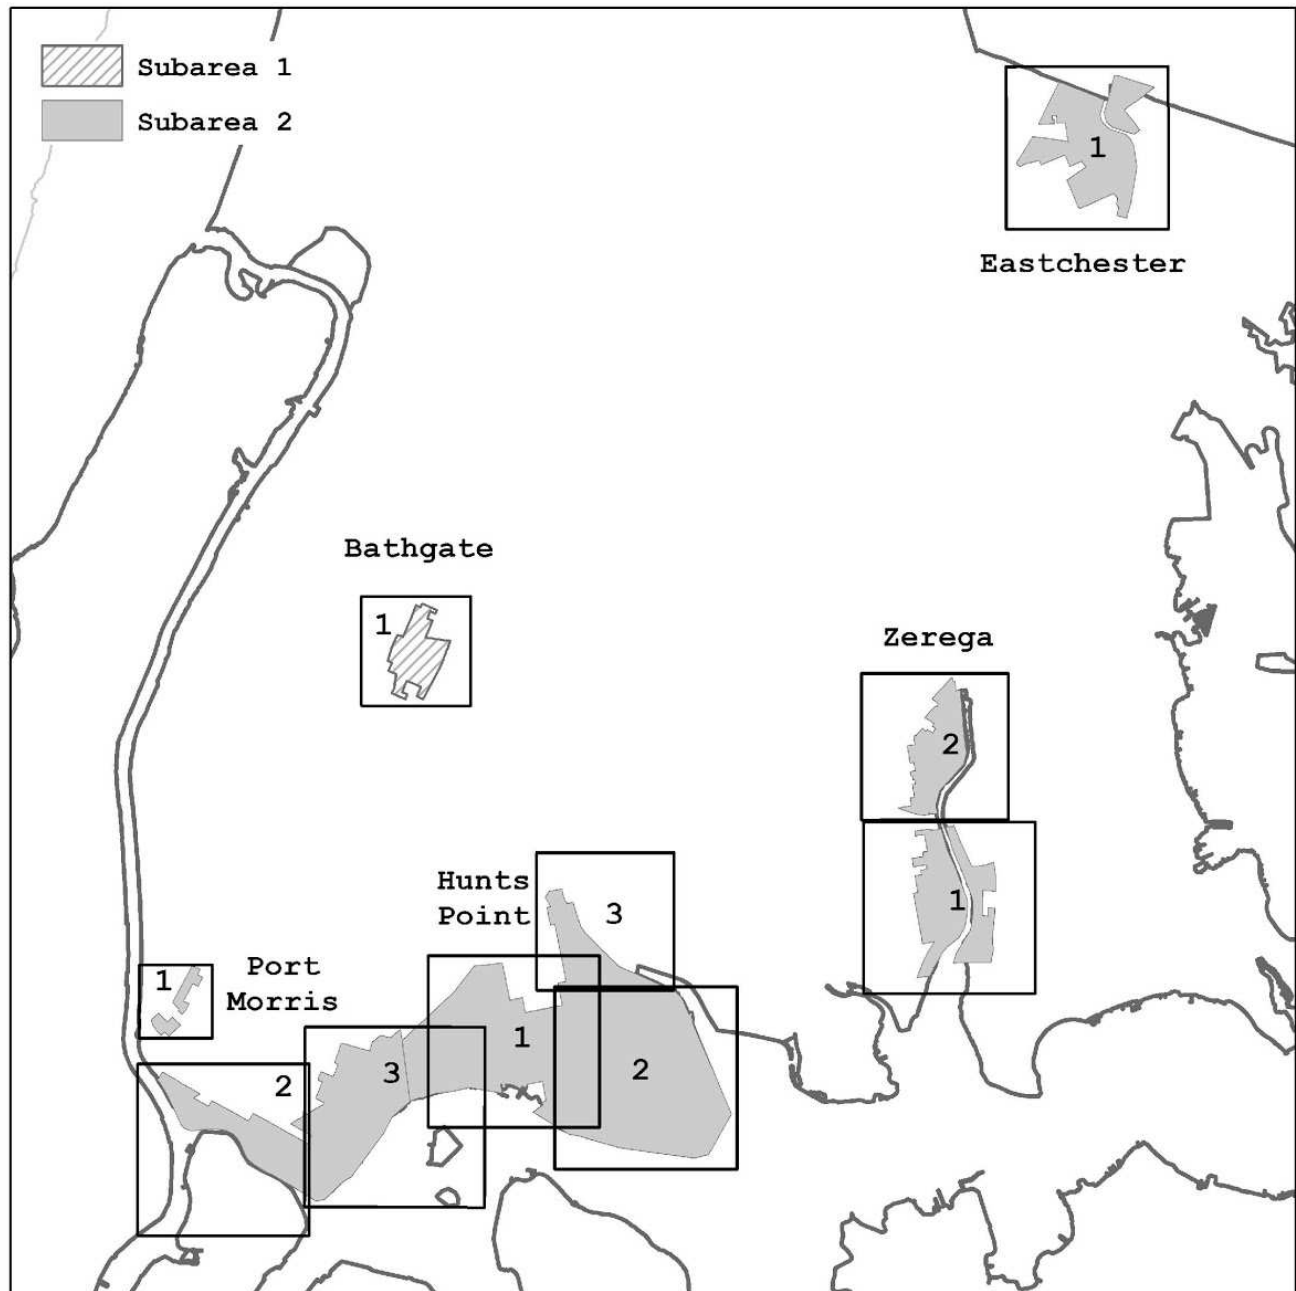 Subarea 1
Subarea 2
1
Eastchester
Bathgate
1
Zerega
2
1
Hunts
Point
3
1
2
Port
Morris
1
2
3